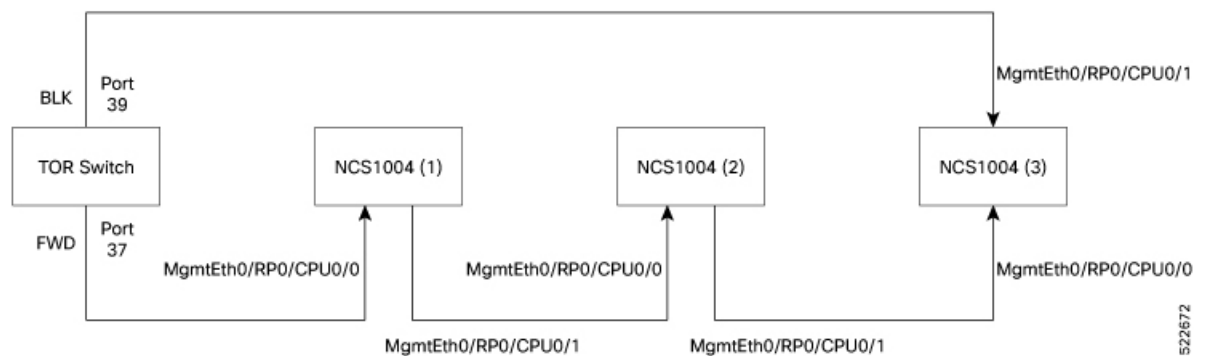 MgmtEth0/RP0/CPU0/1
BLK
Port
39
TOR Switch
NCS1004 (1)
NCS1004 (2)
NCS1004 (3)
FWD
Port
37
MgmtEth0/RP0/CPU0/0
MgmtEth0/RP0/CPU0/0
MgmtEth0/RP0/CPU0/0
MgmtEth0/RP0/CPU0/1
MgmtEth0/RP0/CPU0/1
522672